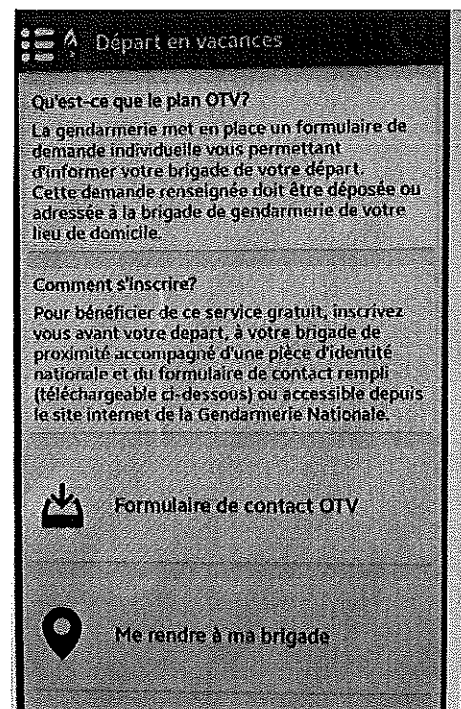 Départ en vacances
Qu'est-ce que le plan OTV?
La gendarmerie met en place un formulaire de
demande individuelle vous permettant
d'informer votre brigade de votre départ.
Cette demande renseignée doit être déposée ou
adressée à la brigade de gendarmerie de votre
lieu de domicile.
Comment s'inscrire?
Pour bénéficier de ce service gratuit, inscrivez
vous avant votre depart, à votre brigade de
proximité accompagné d'une pièce d'identité
nationale et du formulaire de contact rempli
(téléchargeable ci-dessous) ou accessible depuis
le site internet de la Gendarmerie Nationale.
Formulaire de contact OTV
Me rendre à ma brigade